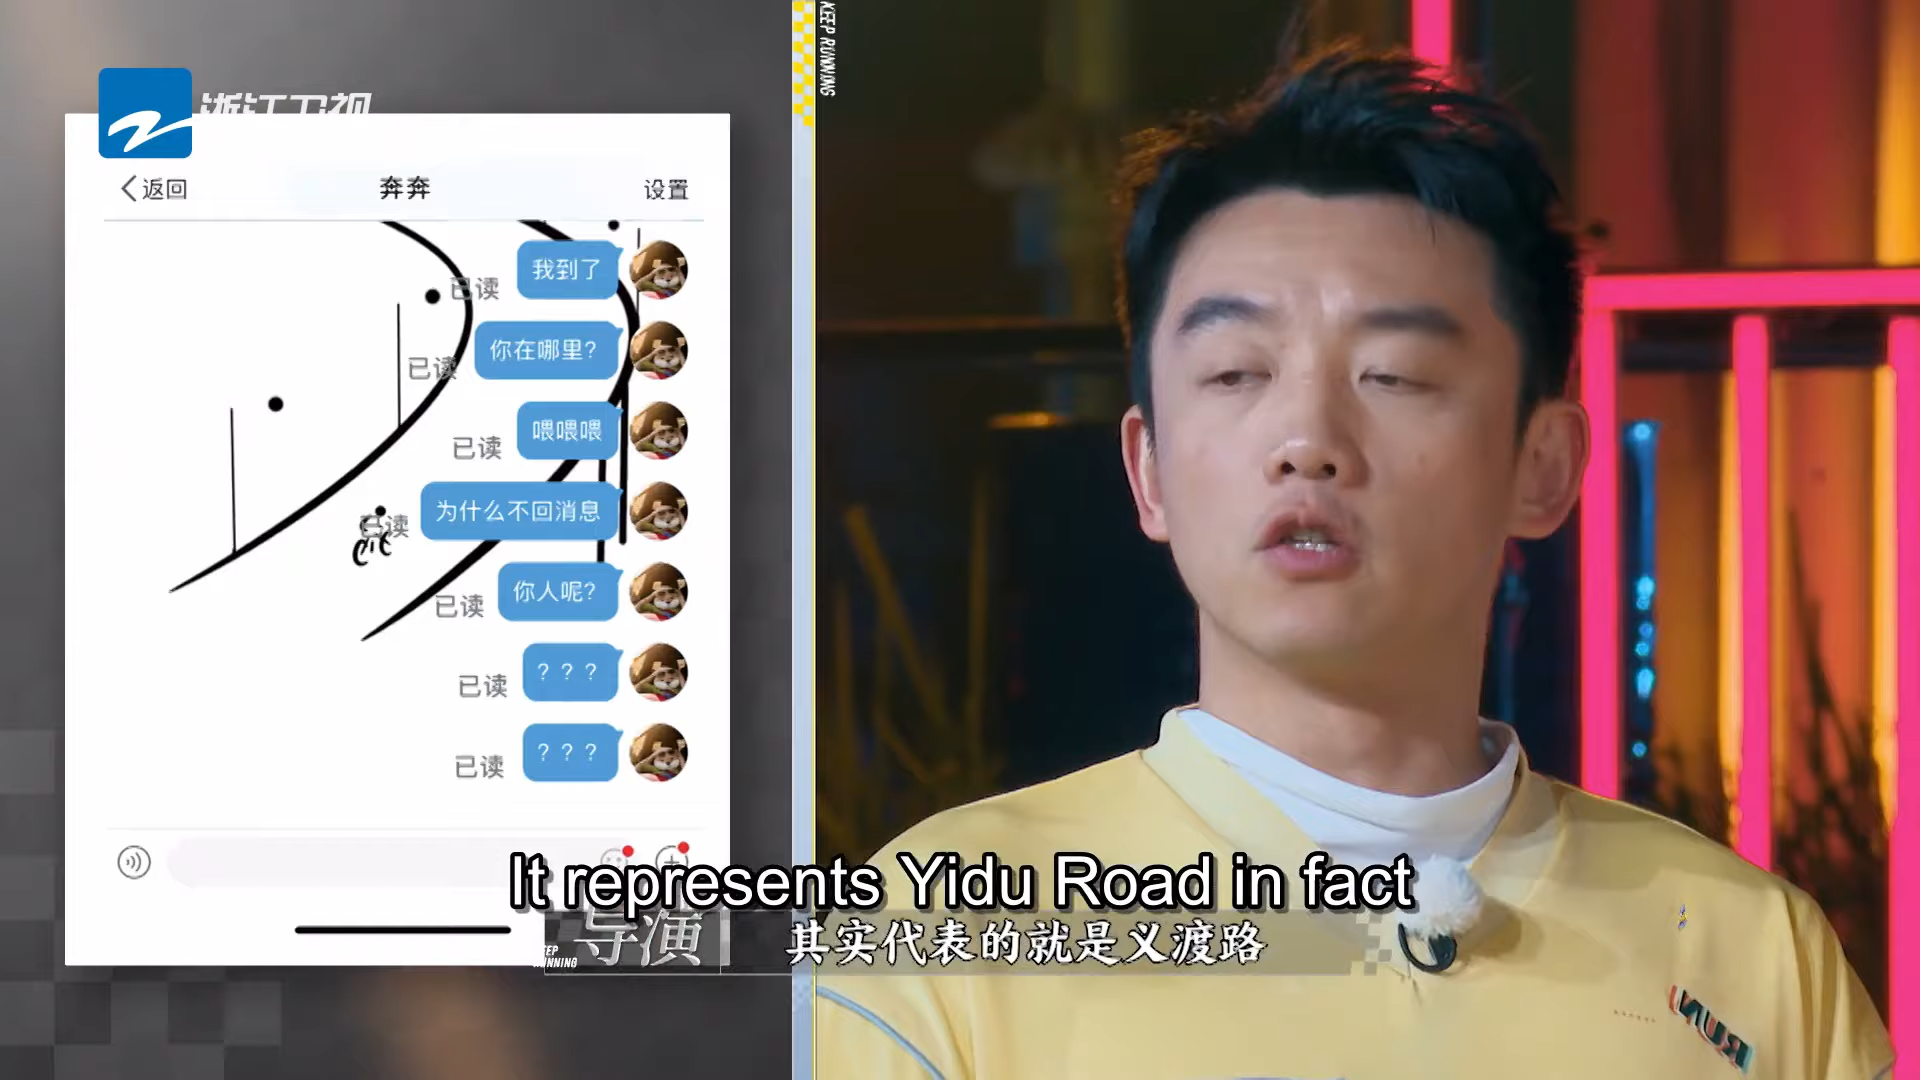 浙江卫视
KEEP RUNNING
返回
奔奔
设置
我到了
已读
你在哪里?
已读
喂喂喂
已读
为什么不回消息
已读
你人呢?
已读
? ? ?
已读
? ? ?
已读
It represents Yidu Road in fact
KEEP RUNNING
导演
其实代表的就是义渡路
RUN